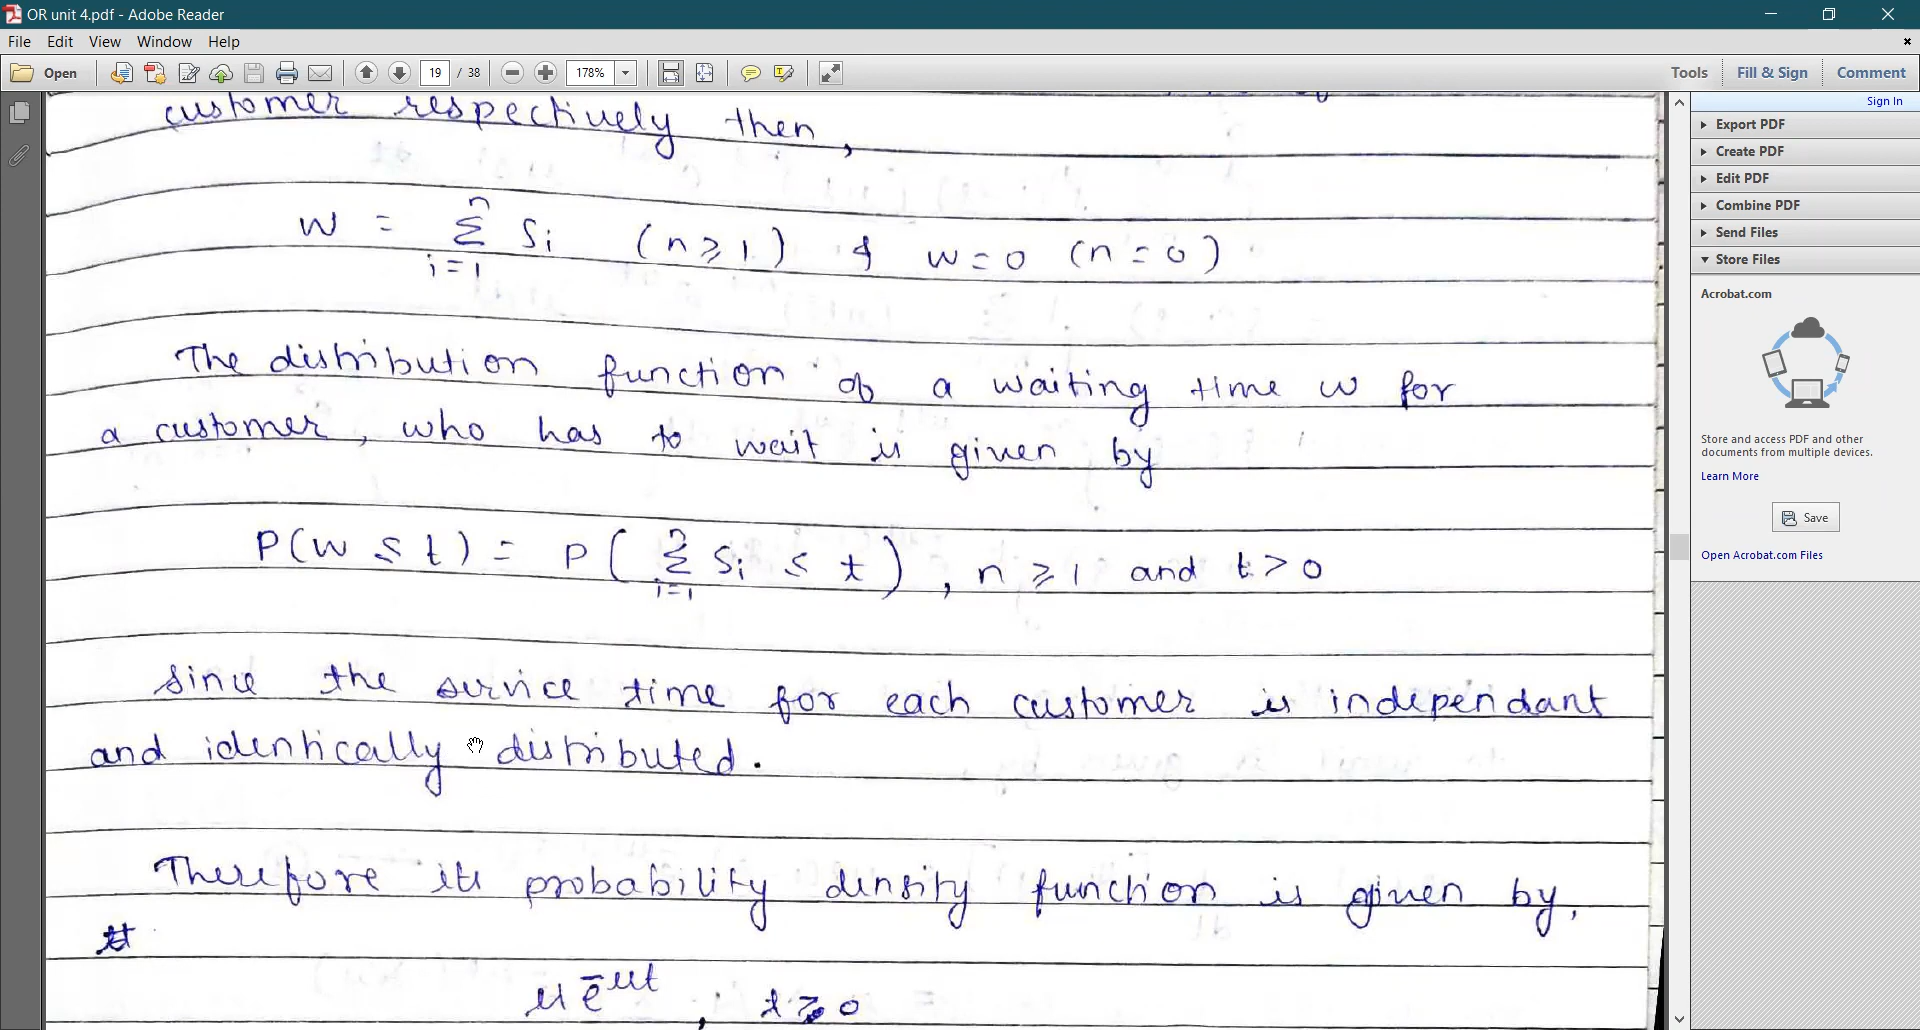 OR unit 4.pdf - Adobe Reader
File Edit View Window Help
Open 19 / 38 178% Tools Fill & Sign Comment
Sign In
Export PDF
Create PDF
Edit PDF
Combine PDF
Send Files
Store Files
Acrobat.com
Store and access PDF and other
documents from multiple devices.
Learn More
Save
Open Acrobat.com Files
customer respectively then,
w = n Σ i=1 Si (n ≥ 1) & w = 0 (n = 0)
The distribution function of a waiting time w for
a customer, who has to wait is given by
P(w ≤ t) = P( n Σ i=1 Si ≤ t ), n ≥ 1 and t > 0
Since the service time for each customer is independant
and identically distributed.
Therefore its probability density function is given by,
μ e^-μt , t ≥ 0